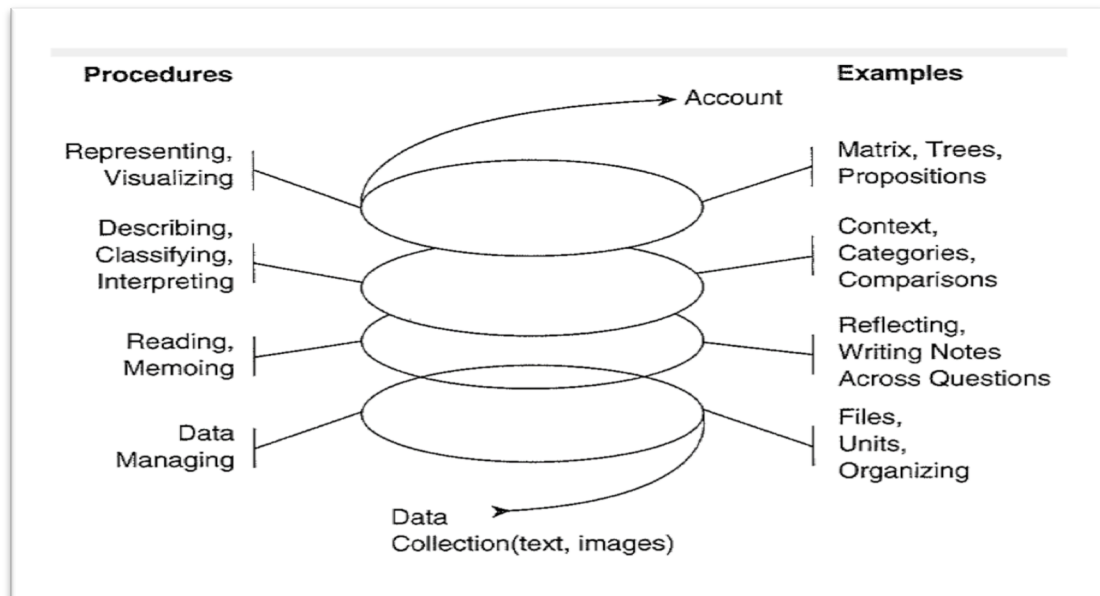 Procedures
Examples
Account
Representing,
Visualizing
Matrix, Trees,
Propositions
Describing,
Classifying,
Interpreting
Context,
Categories,
Comparisons
Reading,
Memoing
Reflecting,
Writing Notes
Across Questions
Data
Managing
Files,
Units,
Organizing
Data
Collection(text, images)